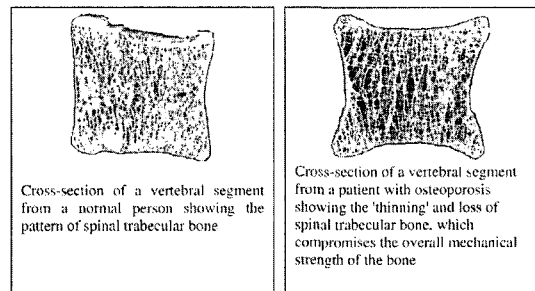 Cross-section of a vertebral segment
from a normal person showing the
pattern of spinal trabecular bone
Cross-section of a vertebral segment
from a patient with osteoporosis
showing the 'thinning' and loss of
spinal trabecular bone, which
compromises the overall mechanical
strength of the bone